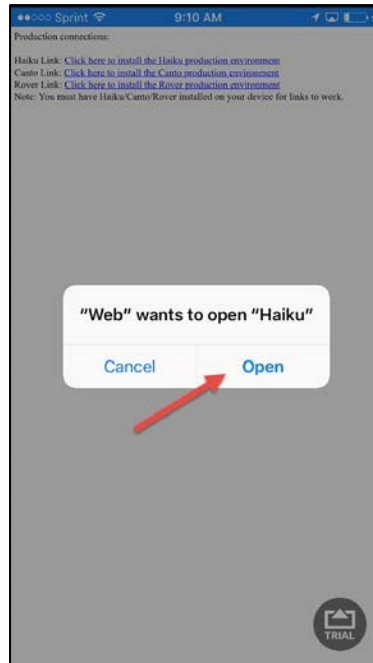 Sprint 9:10 AM
Production connections:
Haiku Link: Click here to install the Haiku production environment
Canto Link: Click here to install the Canto production environment
Rover Link: Click here to install the Rover production environment
Note: You must have Haiku/Canto/Rover installed on your device for links to work.
"Web" wants to open "Haiku"
Cancel Open
TRIAL